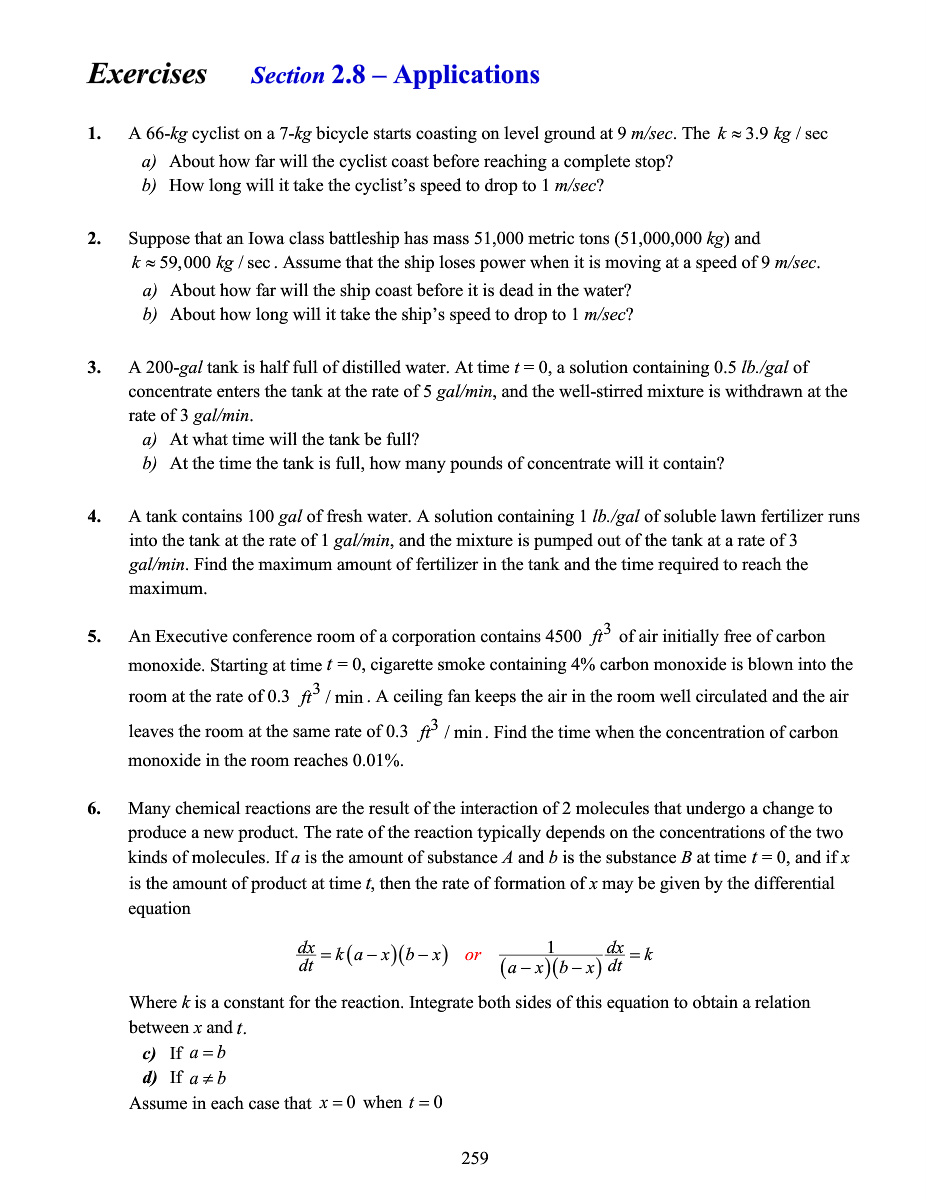 Exercises Section 2.8 – Applications
1. A 66-kg cyclist on a 7-kg bicycle starts coasting on level ground at 9 m/sec. The k ≈ 3.9 kg / sec
a) About how far will the cyclist coast before reaching a complete stop?
b) How long will it take the cyclist's speed to drop to 1 m/sec?
2. Suppose that an Iowa class battleship has mass 51,000 metric tons (51,000,000 kg) and
k ≈ 59,000 kg / sec . Assume that the ship loses power when it is moving at a speed of 9 m/sec.
a) About how far will the ship coast before it is dead in the water?
b) About how long will it take the ship's speed to drop to 1 m/sec?
3. A 200-gal tank is half full of distilled water. At time t = 0, a solution containing 0.5 lb./gal of
concentrate enters the tank at the rate of 5 gal/min, and the well-stirred mixture is withdrawn at the
rate of 3 gal/min.
a) At what time will the tank be full?
b) At the time the tank is full, how many pounds of concentrate will it contain?
4. A tank contains 100 gal of fresh water. A solution containing 1 lb./gal of soluble lawn fertilizer runs
into the tank at the rate of 1 gal/min, and the mixture is pumped out of the tank at a rate of 3
gal/min. Find the maximum amount of fertilizer in the tank and the time required to reach the
maximum.
5. An Executive conference room of a corporation contains 4500 ft³ of air initially free of carbon
monoxide. Starting at time t = 0, cigarette smoke containing 4% carbon monoxide is blown into the
room at the rate of 0.3 ft³ / min . A ceiling fan keeps the air in the room well circulated and the air
leaves the room at the same rate of 0.3 ft³ / min . Find the time when the concentration of carbon
monoxide in the room reaches 0.01%.
6. Many chemical reactions are the result of the interaction of 2 molecules that undergo a change to
produce a new product. The rate of the reaction typically depends on the concentrations of the two
kinds of molecules. If a is the amount of substance A and b is the substance B at time t = 0, and if x
is the amount of product at time t, then the rate of formation of x may be given by the differential
equation
dx/dt = k(a − x)(b − x) or 1/((a − x)(b − x)) dx/dt = k
Where k is a constant for the reaction. Integrate both sides of this equation to obtain a relation
between x and t.
c) If a = b
d) If a ≠ b
Assume in each case that x = 0 when t = 0
259